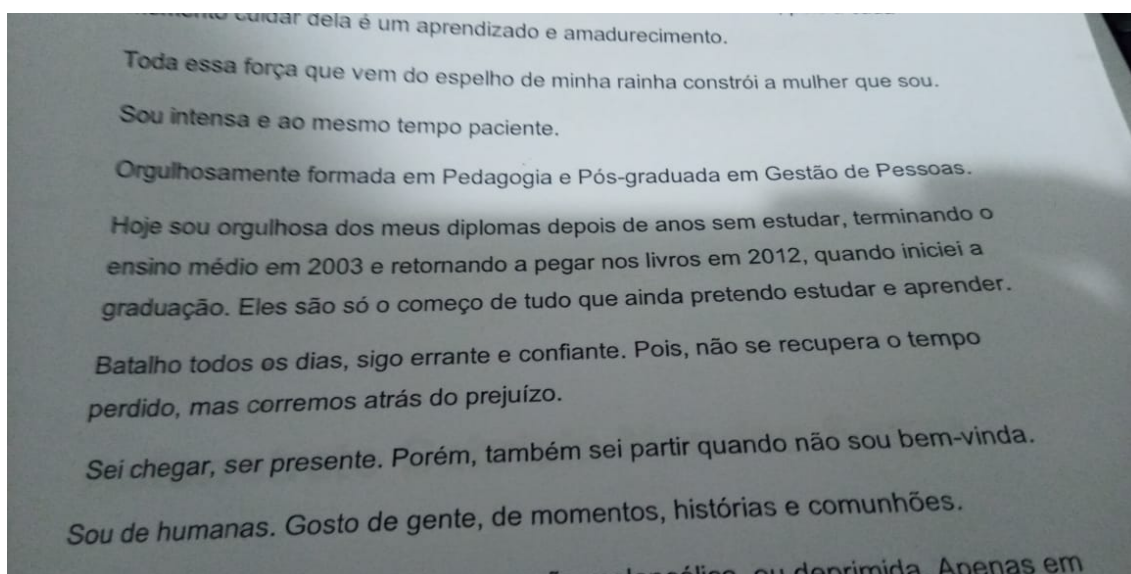 cuidar dela é um aprendizado e amadurecimento.
Toda essa força que vem do espelho de minha rainha constrói a mulher que sou.
Sou intensa e ao mesmo tempo paciente.
Orgulhosamente formada em Pedagogia e Pós-graduada em Gestão de Pessoas.
Hoje sou orgulhosa dos meus diplomas depois de anos sem estudar, terminando o
ensino médio em 2003 e retornando a pegar nos livros em 2012, quando iniciei a
graduação. Eles são só o começo de tudo que ainda pretendo estudar e aprender.
Batalho todos os dias, sigo errante e confiante. Pois, não se recupera o tempo
perdido, mas corremos atrás do prejuízo.
Sei chegar, ser presente. Porém, também sei partir quando não sou bem-vinda.
Sou de humanas. Gosto de gente, de momentos, histórias e comunhões.
ou deprimida. Apenas em